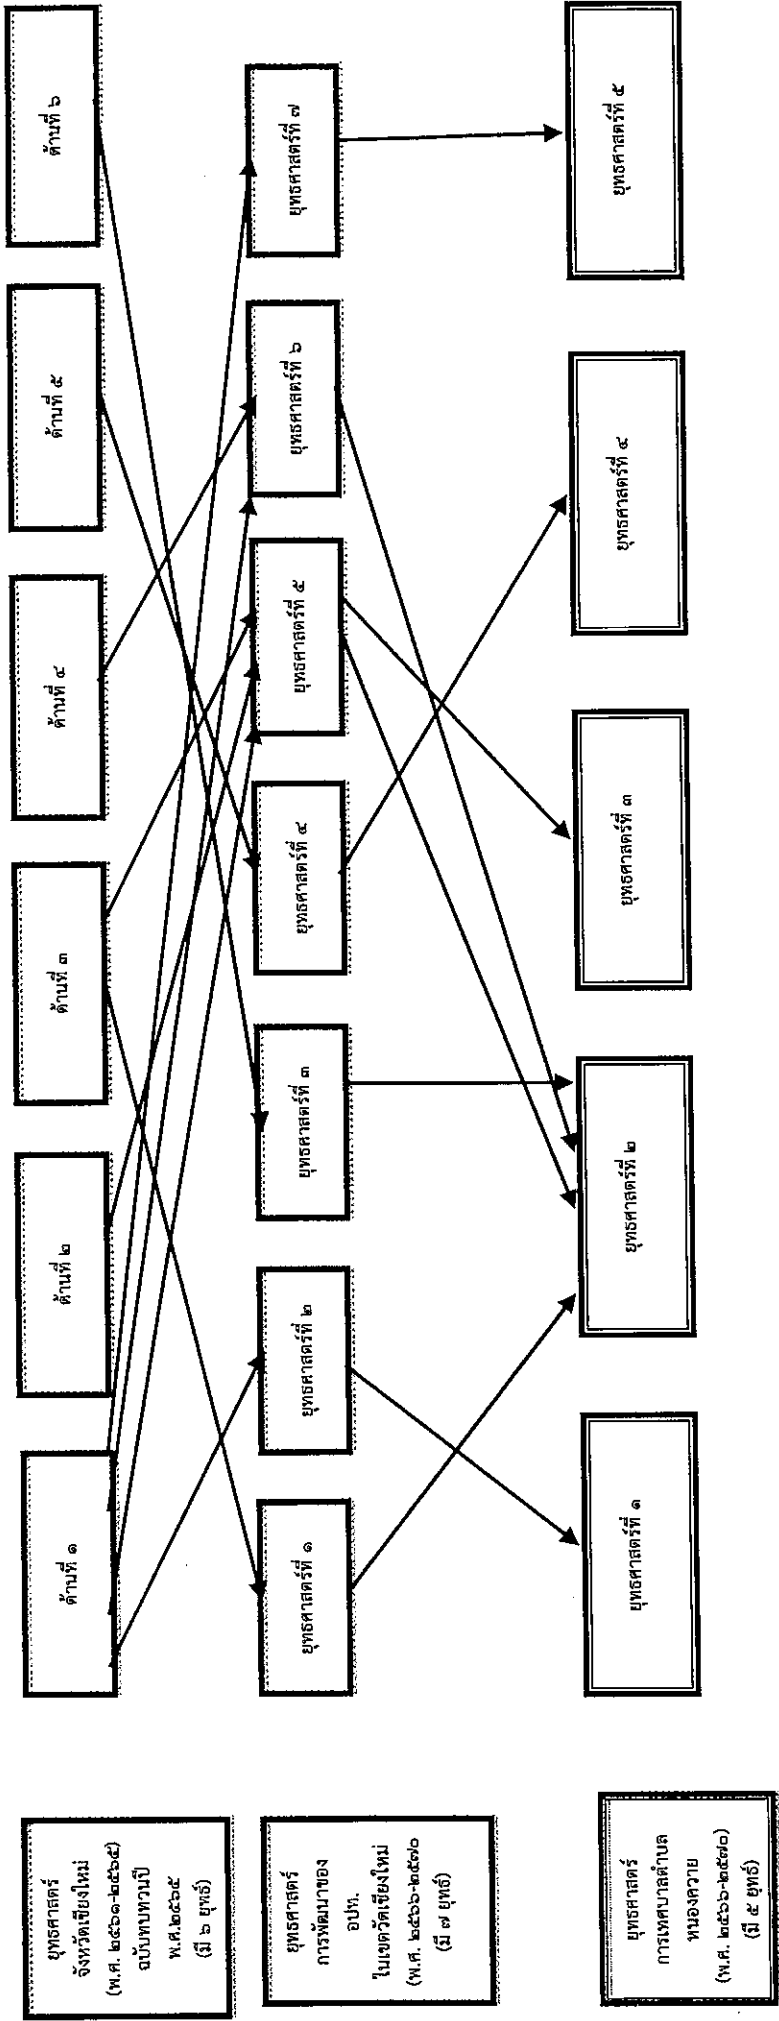 ยุทธศาสตร์
จังหวัดเชียงใหม่
(พ.ศ. ๒๕๖๑-๒๕๖๕)
ฉบับทบทวนปี
พ.ศ.๒๕๖๕
(มี ๖ ยุทธ์)
ด้านที่ ๑
ด้านที่ ๒
ด้านที่ ๓
ด้านที่ ๔
ด้านที่ ๕
ด้านที่ ๖
ยุทธศาสตร์
การพัฒนาของ
อปท.
ในเขตวัดเชียงใหม่
(พ.ศ. ๒๕๖๖-๒๕๗๐
(มี ๗ ยุทธ์)
ยุทธศาสตร์ที่ ๑
ยุทธศาสตร์ที่ ๒
ยุทธศาสตร์ที่ ๓
ยุทธศาสตร์ที่ ๔
ยุทธศาสตร์ที่ ๕
ยุทธศาสตร์ที่ ๖
ยุทธศาสตร์ที่ ๗
ยุทธศาสตร์
การเทศบาลตำบล
หนองควาย
(พ.ศ. ๒๕๖๖-๒๕๗๐)
(มี ๕ ยุทธ์)
ยุทธศาสตร์ที่ ๑
ยุทธศาสตร์ที่ ๒
ยุทธศาสตร์ที่ ๓
ยุทธศาสตร์ที่ ๔
ยุทธศาสตร์ที่ ๕